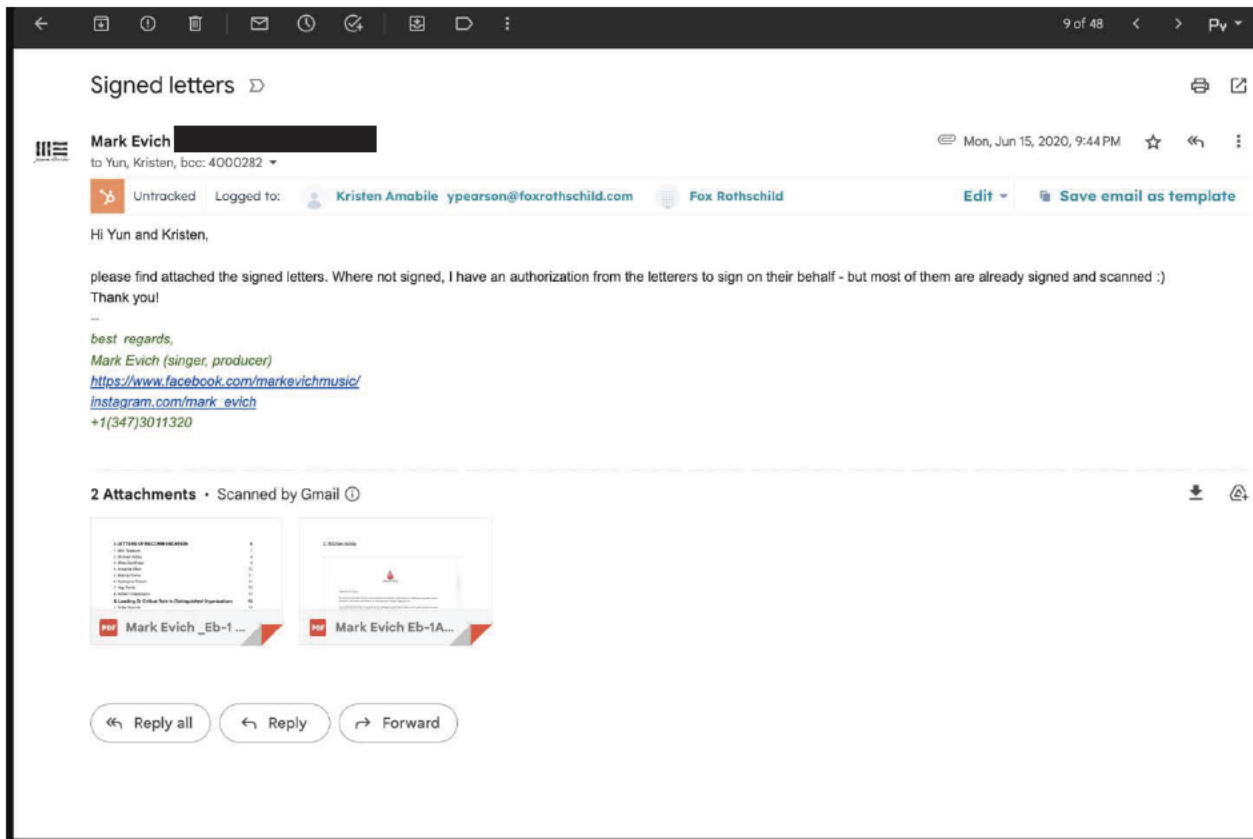 9 of 48
Signed letters
Mark Evich
Mon, Jun 15, 2020, 9:44 PM
to Yun, Kristen, bcc: 4000282
Untracked Logged to: Kristen Amabile ypearson@foxrothschild.com Fox Rothschild Edit Save email as template
Hi Yun and Kristen,
please find attached the signed letters. Where not signed, I have an authorization from the letterers to sign on their behalf - but most of them are already signed and scanned :)
Thank you!
--
best regards,
Mark Evich (singer, producer)
https://www.facebook.com/markevichmusic/
instagram.com/mark_evich
+1(347)3011320
2 Attachments • Scanned by Gmail
I. LETTERS OF RECOMMENDATION
PDF Mark Evich _Eb-1 ...
PDF Mark Evich Eb-1A...
Reply all Reply Forward